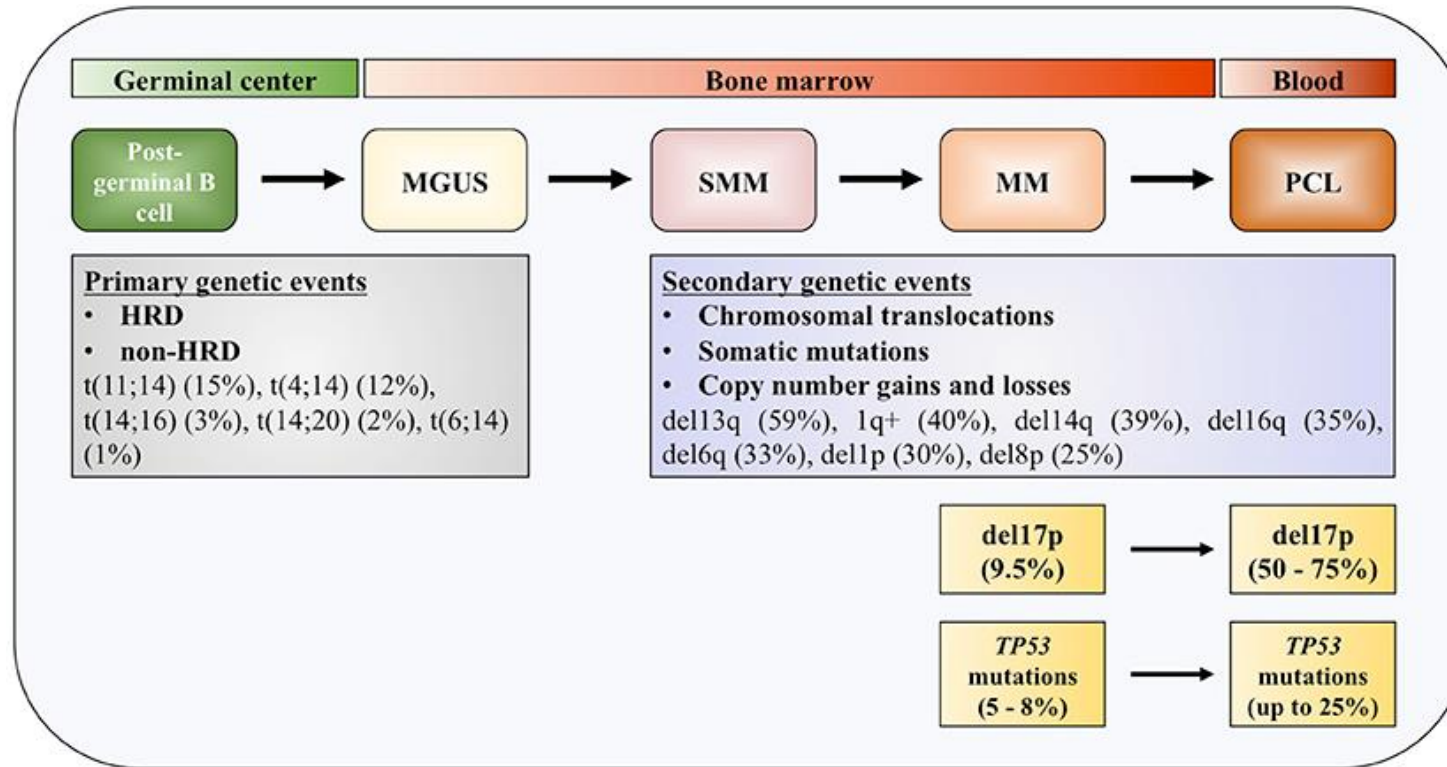 Germinal center
Bone marrow
Blood
Post-
germinal B
cell
MGUS
SMM
MM
PCL
Primary genetic events
• HRD
• non-HRD
t(11;14) (15%), t(4;14) (12%),
t(14;16) (3%), t(14;20) (2%), t(6;14)
(1%)
Secondary genetic events
• Chromosomal translocations
• Somatic mutations
• Copy number gains and losses
del13q (59%), 1q+ (40%), del14q (39%), del16q (35%),
del6q (33%), del1p (30%), del8p (25%)
del17p
(9.5%)
del17p
(50 - 75%)
TP53
mutations
(5 - 8%)
TP53
mutations
(up to 25%)